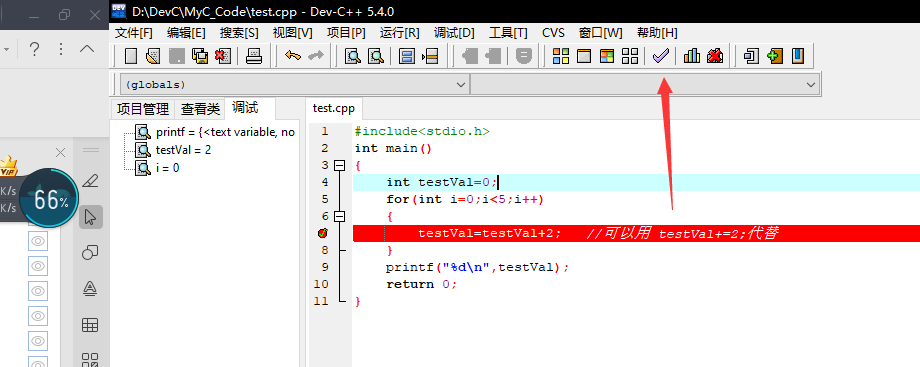 D:\DevC\MyC_Code\test.cpp - Dev-C++ 5.4.0
文件[F] 编辑[E] 搜索[S] 视图[V] 项目[P] 运行[R] 调试[D] 工具[T] CVS 窗口[W] 帮助[H]
(globals)
项目管理 查看类 调试
printf = {<text variable, no
testVal = 2
i = 0
test.cpp
1 #include<stdio.h>
2 int main()
3 {
4 int testVal=0;
5 for(int i=0;i<5;i++)
6 {
testVal=testVal+2; //可以用 testVal+=2;代替
8 }
9 printf("%d\n",testVal);
10 return 0;
11 }
VIP
K/s
K/s
66%